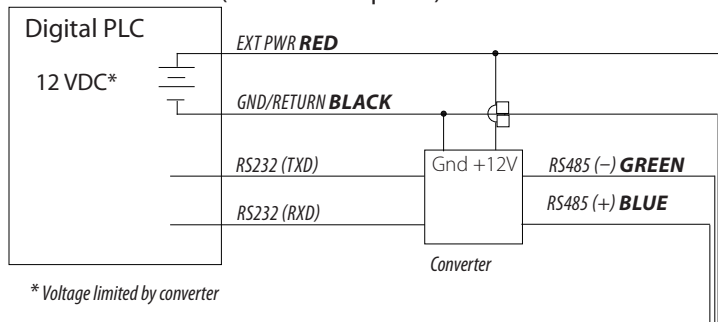 Digital PLC
EXT PWR RED
12 VDC*
GND/RETURN BLACK
RS232 (TXD)
Gnd +12V
RS485 (−) GREEN
RS232 (RXD)
RS485 (+) BLUE
Converter
* Voltage limited by converter